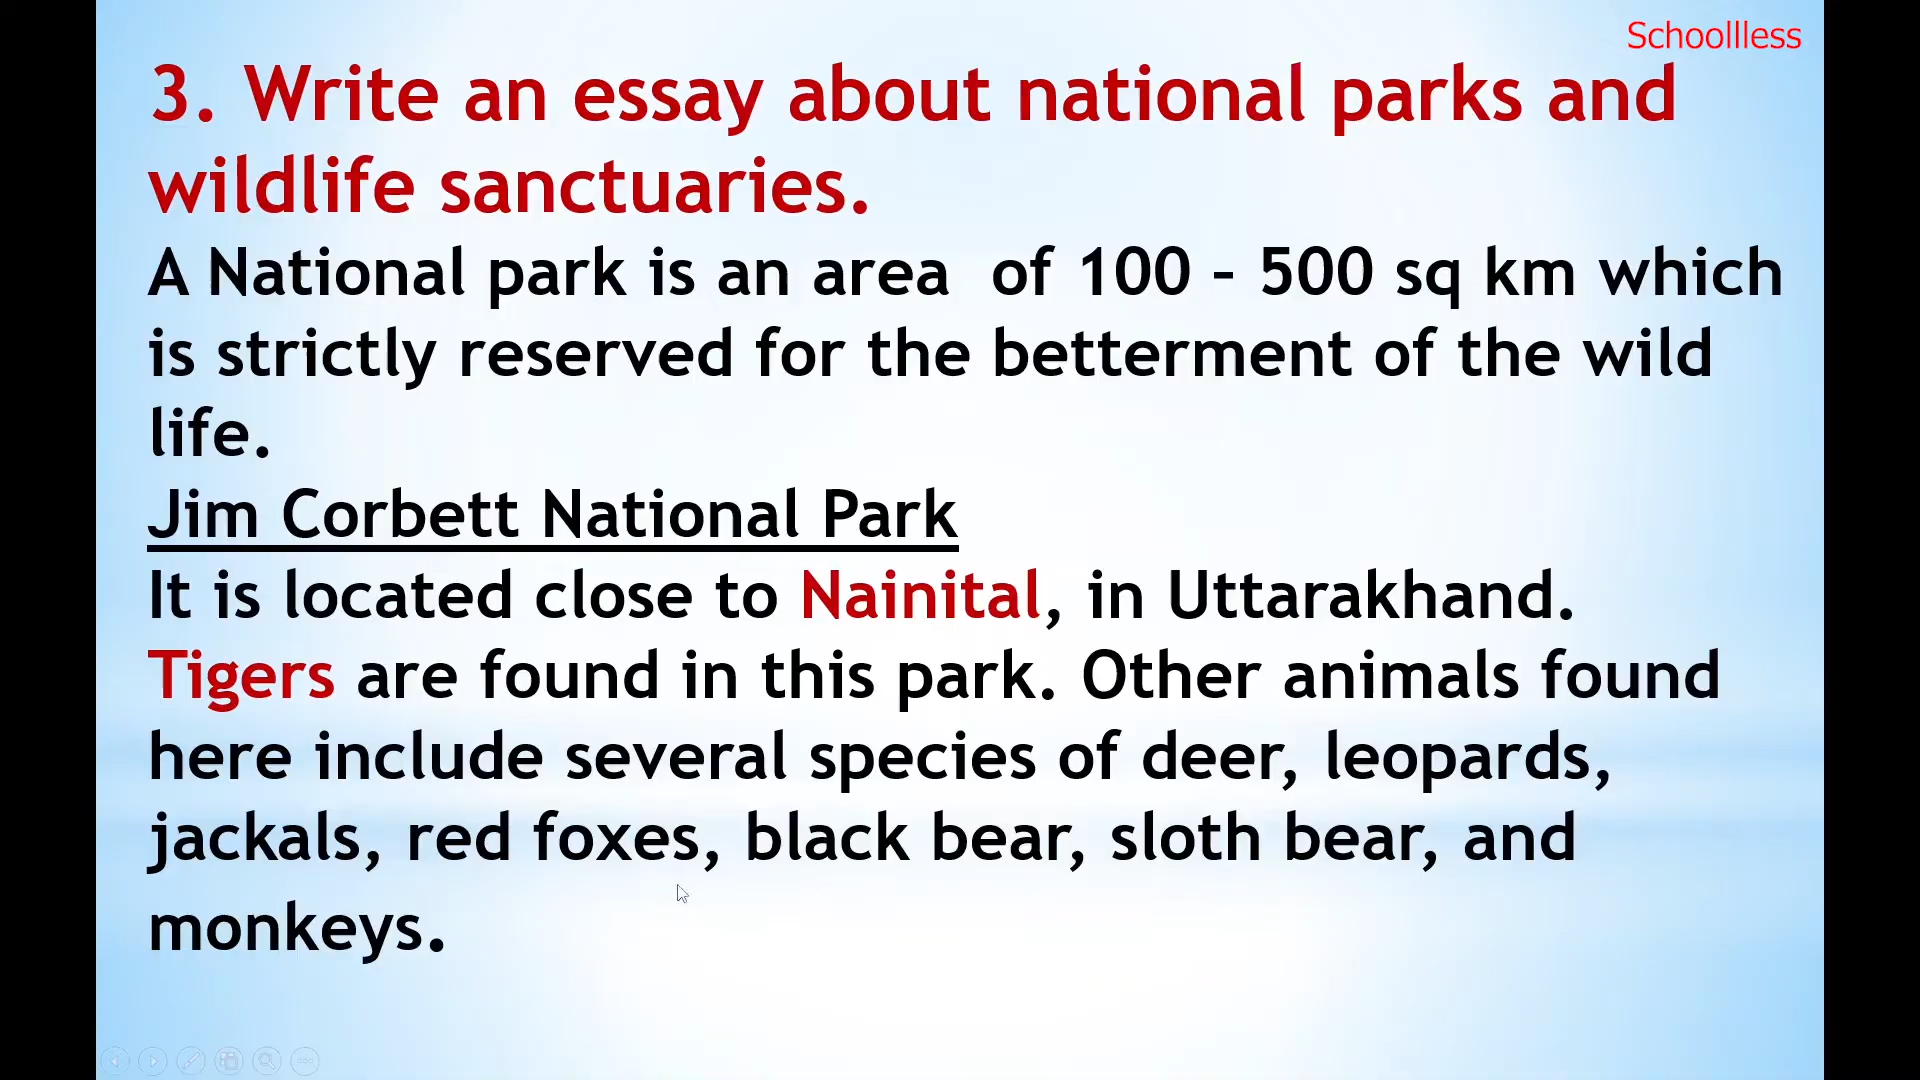 Schoollless
3. Write an essay about national parks and
wildlife sanctuaries.
A National park is an area  of 100 – 500 sq km which
is strictly reserved for the betterment of the wild
life.
Jim Corbett National Park
It is located close to Nainital, in Uttarakhand.
Tigers are found in this park. Other animals found
here include several species of deer, leopards,
jackals, red foxes, black bear, sloth bear, and
monkeys.